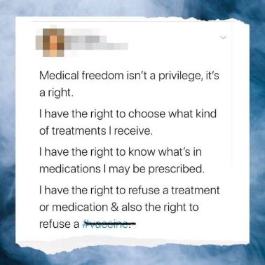 Medical freedom isn't a privilege, it's
a right.
I have the right to choose what kind
of treatments I receive.
I have the right to know what's in
medications I may be prescribed.
I have the right to refuse a treatment
or medication & also the right to
refuse a #vaccine.